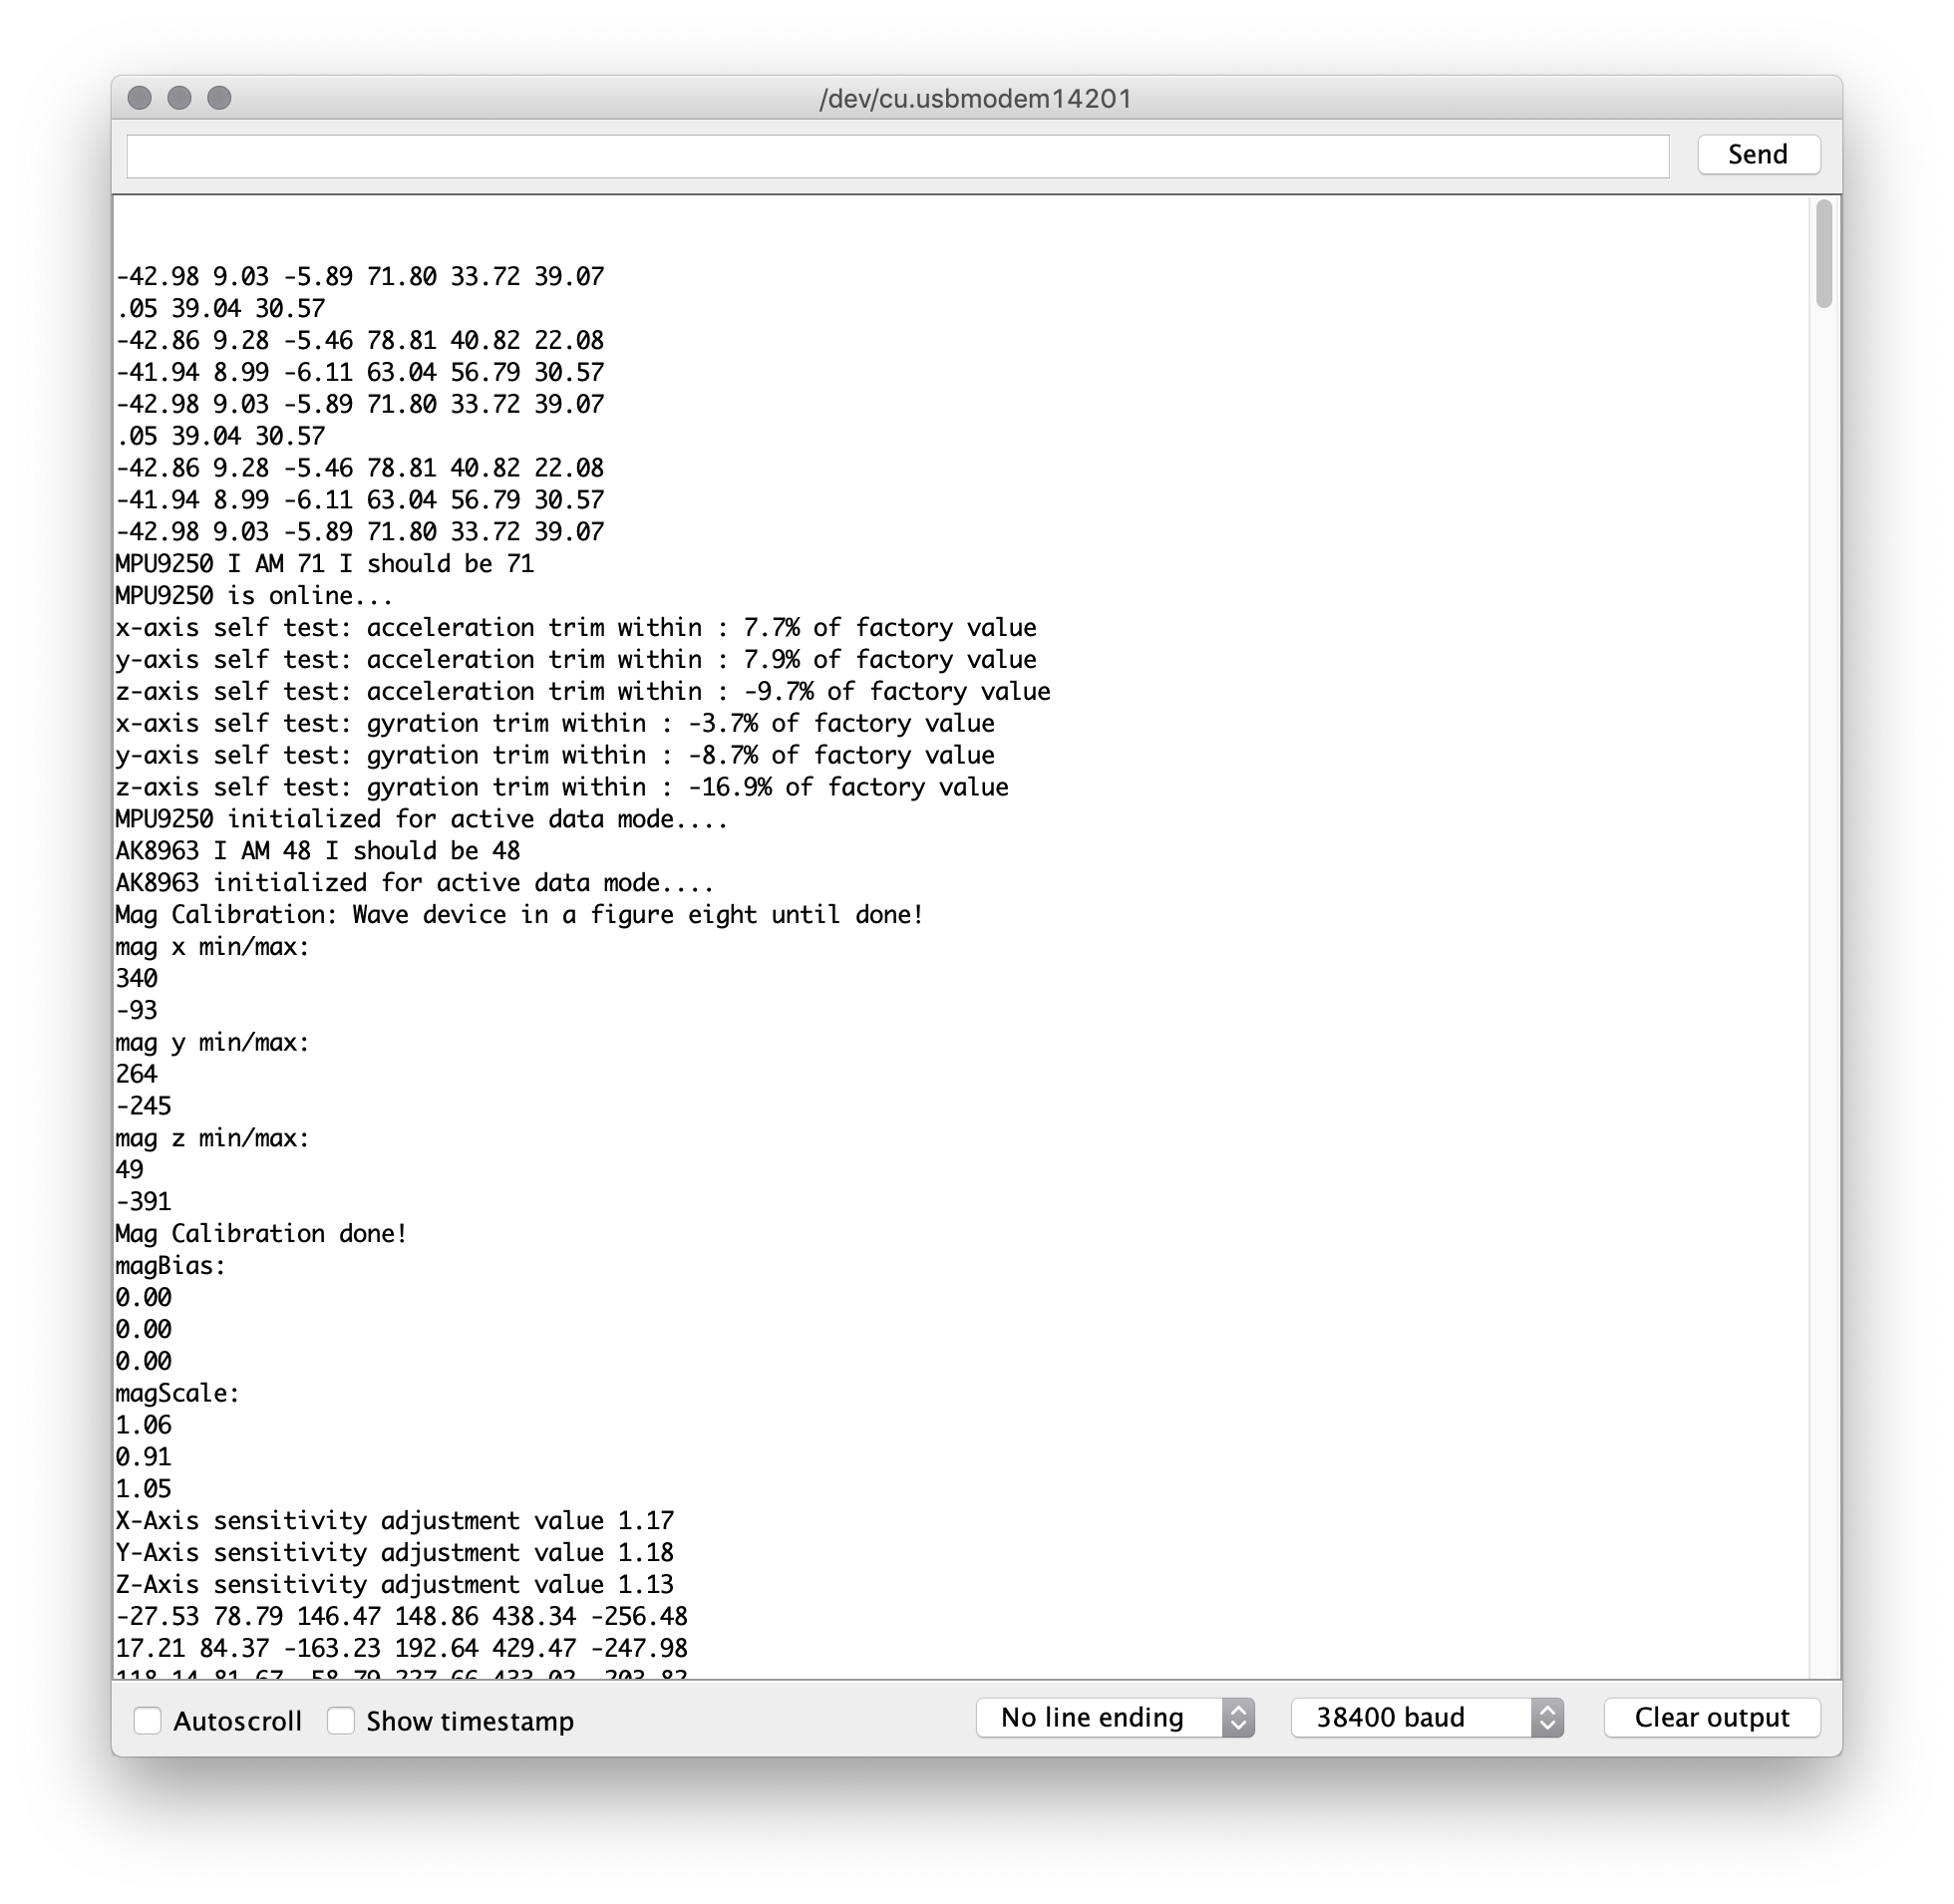 /dev/cu.usbmodem14201
Send
-42.98 9.03 -5.89 71.80 33.72 39.07
.05 39.04 30.57
-42.86 9.28 -5.46 78.81 40.82 22.08
-41.94 8.99 -6.11 63.04 56.79 30.57
-42.98 9.03 -5.89 71.80 33.72 39.07
.05 39.04 30.57
-42.86 9.28 -5.46 78.81 40.82 22.08
-41.94 8.99 -6.11 63.04 56.79 30.57
-42.98 9.03 -5.89 71.80 33.72 39.07
MPU9250 I AM 71 I should be 71
MPU9250 is online...
x-axis self test: acceleration trim within : 7.7% of factory value
y-axis self test: acceleration trim within : 7.9% of factory value
z-axis self test: acceleration trim within : -9.7% of factory value
x-axis self test: gyration trim within : -3.7% of factory value
y-axis self test: gyration trim within : -8.7% of factory value
z-axis self test: gyration trim within : -16.9% of factory value
MPU9250 initialized for active data mode....
AK8963 I AM 48 I should be 48
AK8963 initialized for active data mode....
Mag Calibration: Wave device in a figure eight until done!
mag x min/max:
340
-93
mag y min/max:
264
-245
mag z min/max:
49
-391
Mag Calibration done!
magBias:
0.00
0.00
0.00
magScale:
1.06
0.91
1.05
X-Axis sensitivity adjustment value 1.17
Y-Axis sensitivity adjustment value 1.18
Z-Axis sensitivity adjustment value 1.13
-27.53 78.79 146.47 148.86 438.34 -256.48
17.21 84.37 -163.23 192.64 429.47 -247.98
Autoscroll Show timestamp No line ending 38400 baud Clear output